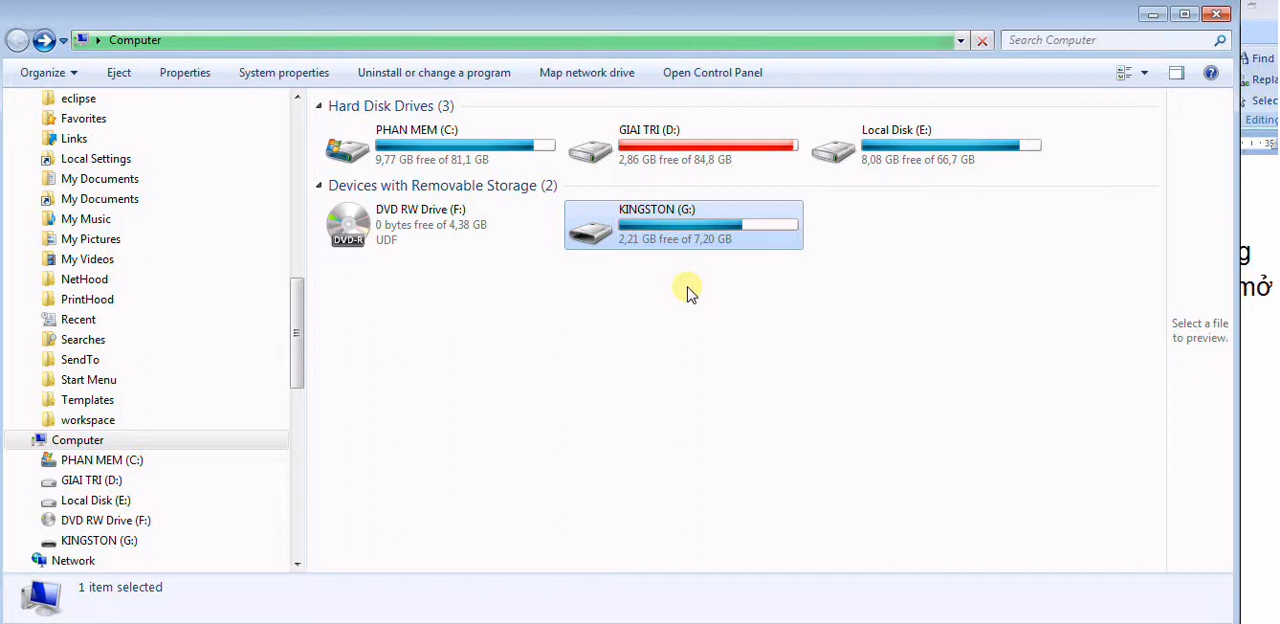 Computer
Search Computer
Organize
Eject
Properties
System properties
Uninstall or change a program
Map network drive
Open Control Panel
eclipse
Favorites
Links
Local Settings
My Documents
My Documents
My Music
My Pictures
My Videos
NetHood
PrintHood
Recent
Searches
SendTo
Start Menu
Templates
workspace
Computer
PHAN MEM (C:)
GIAI TRI (D:)
Local Disk (E:)
DVD RW Drive (F:)
KINGSTON (G:)
Network
Hard Disk Drives (3)
PHAN MEM (C:)
9,77 GB free of 81,1 GB
GIAI TRI (D:)
2,86 GB free of 84,8 GB
Local Disk (E:)
8,08 GB free of 66,7 GB
Devices with Removable Storage (2)
DVD RW Drive (F:)
0 bytes free of 4,38 GB
UDF
DVD-R
KINGSTON (G:)
2,21 GB free of 7,20 GB
Select a file
to preview.
1 item selected
Find
Repla
Selec
Editing
35
g
mở